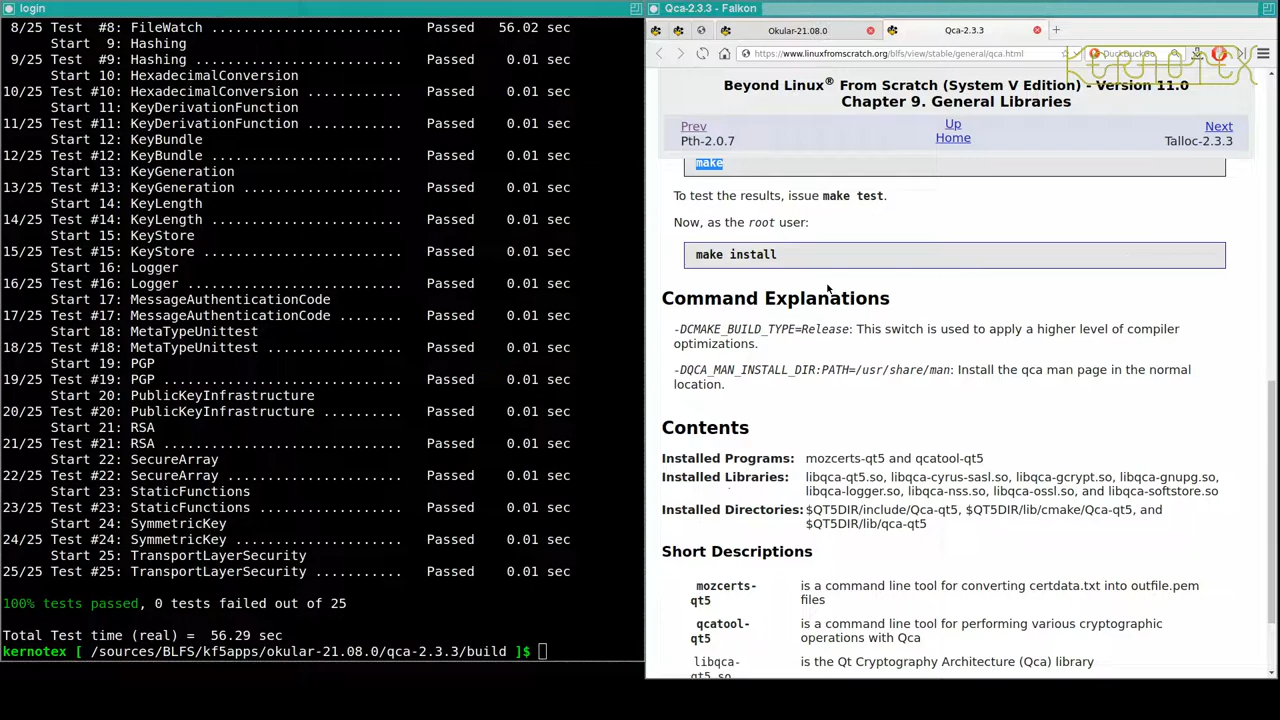 login
8/25 Test  #8: FileWatch ........................   Passed   56.02 sec
Start  9: Hashing
9/25 Test  #9: Hashing ..........................   Passed    0.01 sec
Start 10: HexadecimalConversion
10/25 Test #10: HexadecimalConversion ............   Passed    0.01 sec
Start 11: KeyDerivationFunction
11/25 Test #11: KeyDerivationFunction ............   Passed    0.01 sec
Start 12: KeyBundle
12/25 Test #12: KeyBundle ........................   Passed    0.01 sec
Start 13: KeyGeneration
13/25 Test #13: KeyGeneration ....................   Passed    0.01 sec
Start 14: KeyLength
14/25 Test #14: KeyLength ........................   Passed    0.01 sec
Start 15: KeyStore
15/25 Test #15: KeyStore .........................   Passed    0.01 sec
Start 16: Logger
16/25 Test #16: Logger ...........................   Passed    0.01 sec
Start 17: MessageAuthenticationCode
17/25 Test #17: MessageAuthenticationCode ........   Passed    0.01 sec
Start 18: MetaTypeUnittest
18/25 Test #18: MetaTypeUnittest .................   Passed    0.01 sec
Start 19: PGP
19/25 Test #19: PGP ..............................   Passed    0.01 sec
Start 20: PublicKeyInfrastructure
20/25 Test #20: PublicKeyInfrastructure ..........   Passed    0.01 sec
Start 21: RSA
21/25 Test #21: RSA ..............................   Passed    0.01 sec
Start 22: SecureArray
22/25 Test #22: SecureArray ......................   Passed    0.01 sec
Start 23: StaticFunctions
23/25 Test #23: StaticFunctions ..................   Passed    0.01 sec
Start 24: SymmetricKey
24/25 Test #24: SymmetricKey .....................   Passed    0.01 sec
Start 25: TransportLayerSecurity
25/25 Test #25: TransportLayerSecurity ...........   Passed    0.01 sec
100% tests passed, 0 tests failed out of 25
Total Test time (real) =  56.29 sec
kernotex [ /sources/BLFS/kf5apps/okular-21.08.0/qca-2.3.3/build ]$
Qca-2.3.3 - Falkon
Okular-21.08.0
Qca-2.3.3
https://www.linuxfromscratch.org/blfs/view/stable/general/qca.html
DuckDuckGo
KERNOTEX
Beyond Linux® From Scratch (System V Edition) - Version 11.0
Chapter 9. General Libraries
Prev Up Next
Pth-2.0.7 Home Talloc-2.3.3
make
To test the results, issue make test.
Now, as the root user:
make install
Command Explanations
-DCMAKE_BUILD_TYPE=Release: This switch is used to apply a higher level of compiler
optimizations.
-DQCA_MAN_INSTALL_DIR:PATH=/usr/share/man: Install the qca man page in the normal
location.
Contents
Installed Programs: mozcerts-qt5 and qcatool-qt5
Installed Libraries: libqca-qt5.so, libqca-cyrus-sasl.so, libqca-gcrypt.so, libqca-gnupg.so,
libqca-logger.so, libqca-nss.so, libqca-ossl.so, and libqca-softstore.so
Installed Directories: $QT5DIR/include/Qca-qt5, $QT5DIR/lib/cmake/Qca-qt5, and
$QT5DIR/lib/qca-qt5
Short Descriptions
mozcerts- is a command line tool for converting certdata.txt into outfile.pem
qt5 files
qcatool- is a command line tool for performing various cryptographic
qt5 operations with Qca
libqca- is the Qt Cryptography Architecture (Qca) library
qt5.so